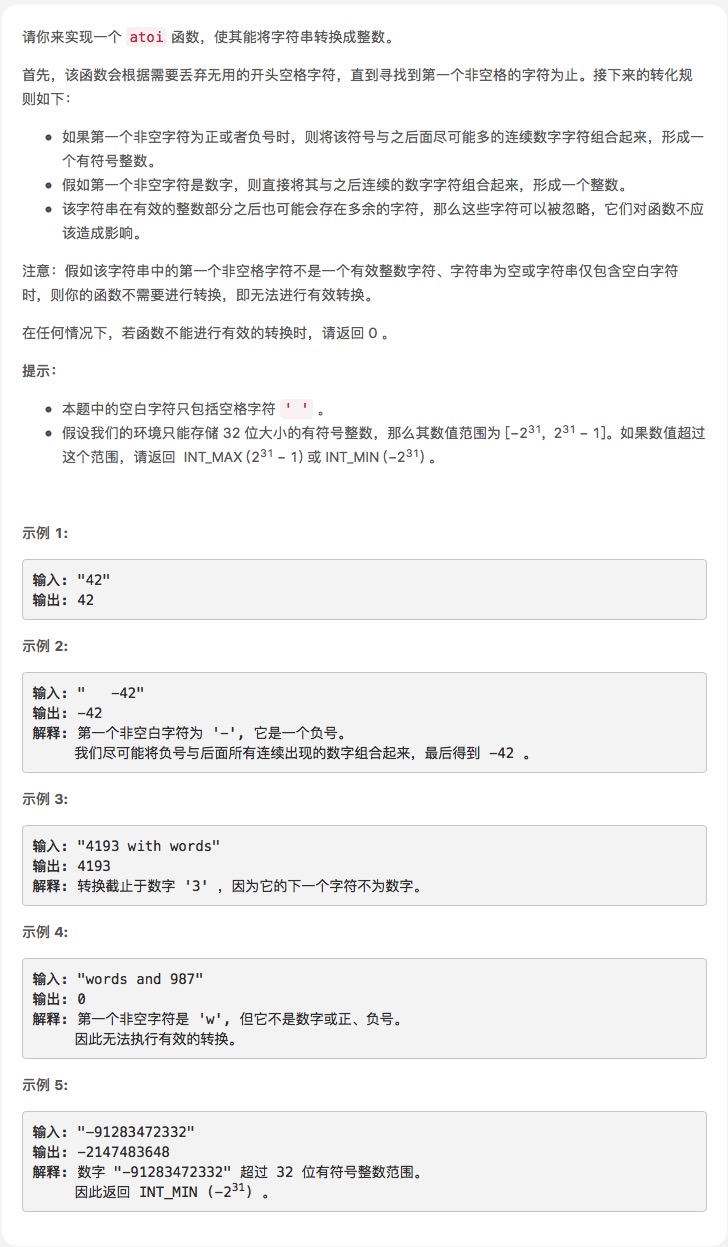 请你来实现一个 atoi 函数，使其能将字符串转换成整数。
首先，该函数会根据需要丢弃无用的开头空格字符，直到寻找到第一个非空格的字符为止。接下来的转化规
则如下：
• 如果第一个非空字符为正或者负号时，则将该符号与之后面尽可能多的连续数字字符组合起来，形成一
个有符号整数。
• 假如第一个非空字符是数字，则直接将其与之后连续的数字字符组合起来，形成一个整数。
• 该字符串在有效的整数部分之后也可能会存在多余的字符，那么这些字符可以被忽略，它们对函数不应
该造成影响。
注意：假如该字符串中的第一个非空格字符不是一个有效整数字符、字符串为空或字符串仅包含空白字符
时，则你的函数不需要进行转换，即无法进行有效转换。
在任何情况下，若函数不能进行有效的转换时，请返回 0 。
提示：
• 本题中的空白字符只包括空格字符 ' ' 。
• 假设我们的环境只能存储 32 位大小的有符号整数，那么其数值范围为 [−2³¹, 2³¹ − 1]。如果数值超过
这个范围，请返回 INT_MAX (2³¹ − 1) 或 INT_MIN (−2³¹) 。
示例 1:
输入: "42"
输出: 42
示例 2:
输入: "   -42"
输出: -42
解释: 第一个非空白字符为 '-', 它是一个负号。
我们尽可能将负号与后面所有连续出现的数字组合起来，最后得到 -42 。
示例 3:
输入: "4193 with words"
输出: 4193
解释: 转换截止于数字 '3' ，因为它的下一个字符不为数字。
示例 4:
输入: "words and 987"
输出: 0
解释: 第一个非空字符是 'w', 但它不是数字或正、负号。
因此无法执行有效的转换。
示例 5:
输入: "-91283472332"
输出: -2147483648
解释: 数字 "-91283472332" 超过 32 位有符号整数范围。
因此返回 INT_MIN (−2³¹) 。